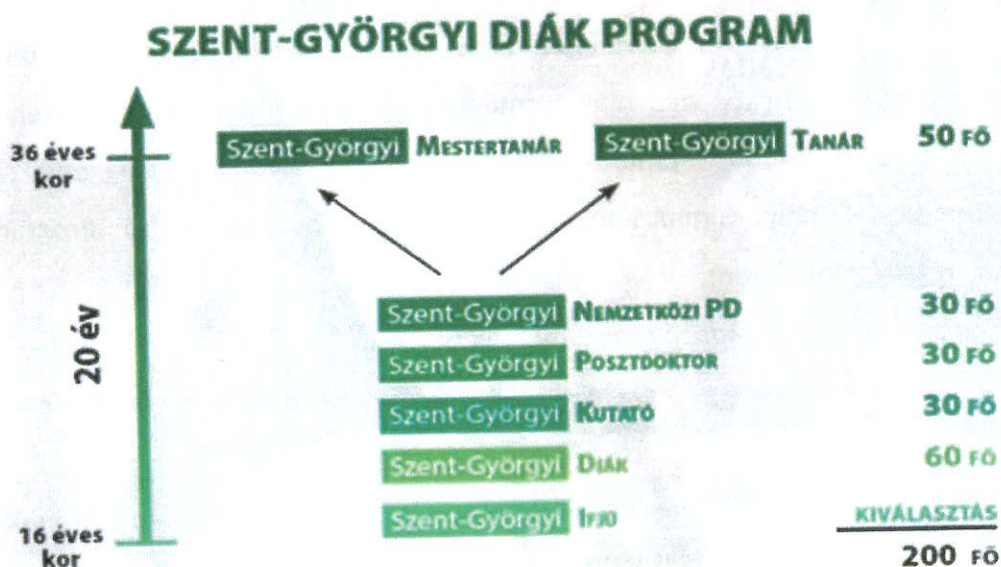 SZENT-GYÖRGYI DIÁK PROGRAM
36 éves kor
Szent-Györgyi MESTERTANÁR Szent-Györgyi TANÁR 50 FŐ
20 év
Szent-Györgyi NEMZETKÖZI PD 30 FŐ
Szent-Györgyi POSZTDOKTOR 30 FŐ
Szent-Györgyi KUTATÓ 30 FŐ
Szent-Györgyi DIÁK 60 FŐ
Szent-Györgyi IFJÚ KIVÁLASZTÁS
16 éves kor
200 FŐ